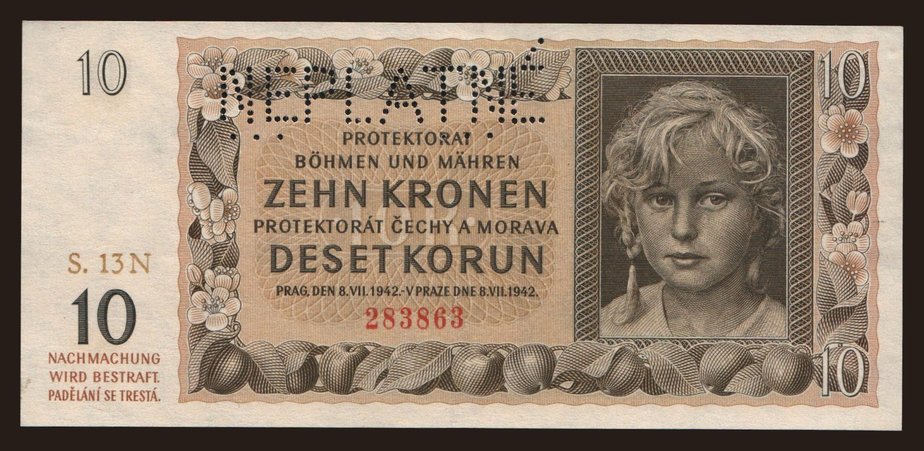 10
NEPLATNÉ
10
PROTEKTORAT
BÖHMEN UND MÄHREN
ZEHN KRONEN
PROTEKTORÁT ČECHY A MORAVA
DESET KORUN
PRAG, DEN 8.VII.1942.-V PRAZE DNE 8.VII.1942.
283863
S. 13 N
10
NACHMACHUNG
WIRD BESTRAFT.
PADĚLÁNÍ SE TRESTÁ.
10